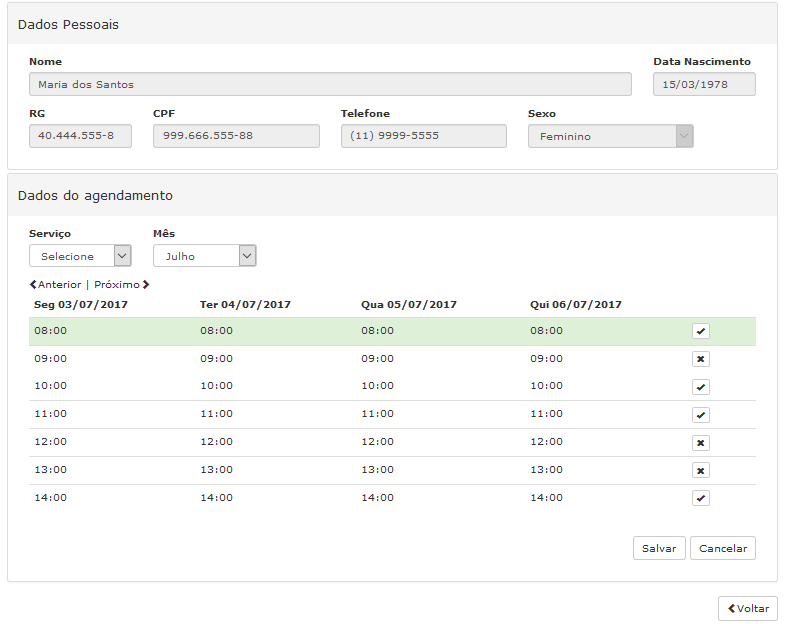 Dados Pessoais
Nome Data Nascimento
Maria dos Santos 15/03/1978
RG CPF Telefone Sexo
40.444.555-8 999.666.555-88 (11) 9999-5555 Feminino
Dados do agendamento
Serviço Mês
Selecione Julho
Anterior | Próximo
Seg 03/07/2017 Ter 04/07/2017 Qua 05/07/2017 Qui 06/07/2017
08:00 08:00 08:00 08:00
09:00 09:00 09:00 09:00
10:00 10:00 10:00 10:00
11:00 11:00 11:00 11:00
12:00 12:00 12:00 12:00
13:00 13:00 13:00 13:00
14:00 14:00 14:00 14:00
Salvar Cancelar
Voltar